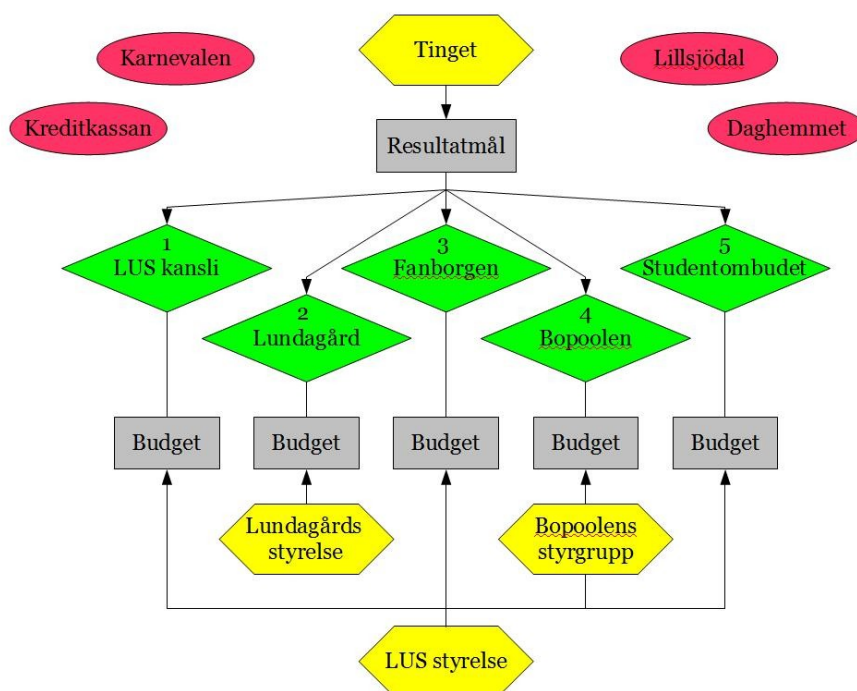 Tinget
Karnevalen
Lillsjödal
Kreditkassan
Daghemmet
Resultatmål
1
LUS kansli
3
Fanborgen
5
Studentombudet
2
Lundagård
4
Bopoolen
Budget
Budget
Budget
Budget
Budget
Lundagårds
styrelse
Bopoolens
styrgrupp
LUS styrelse